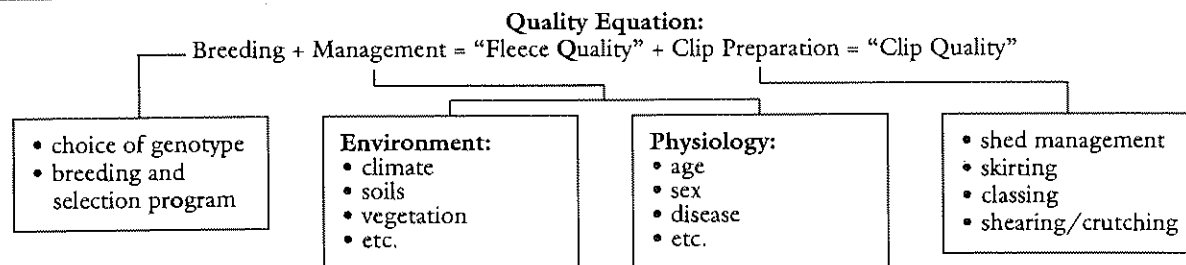 Quality Equation:
Breeding + Management = “Fleece Quality” + Clip Preparation = “Clip Quality”
• choice of genotype
• breeding and
selection program
Environment:
• climate
• soils
• vegetation
• etc.
Physiology:
• age
• sex
• disease
• etc.
• shed management
• skirting
• classing
• shearing/crutching